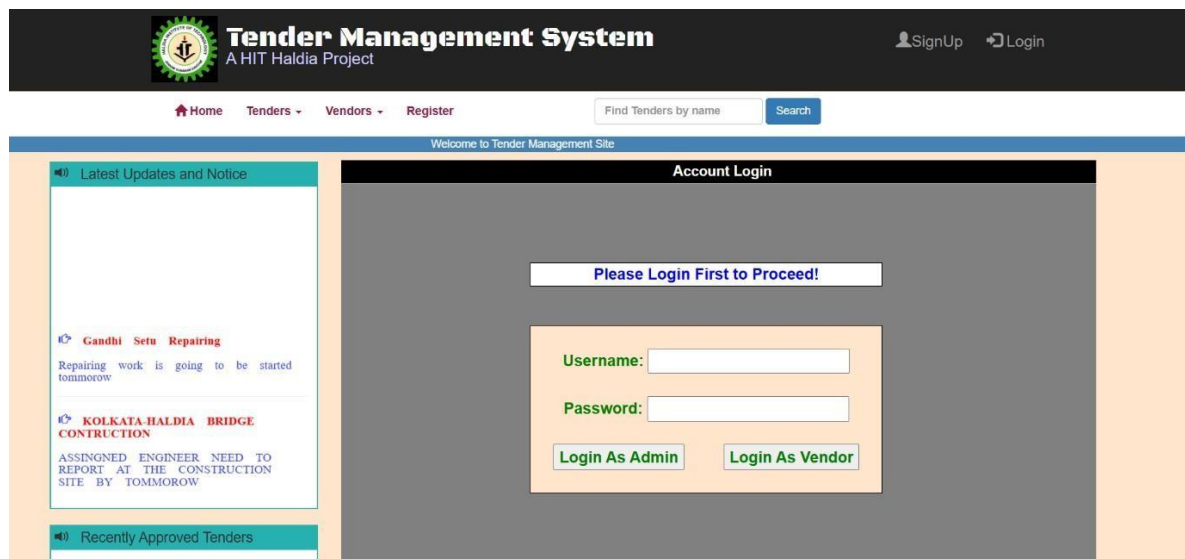 Tender Management System
A HIT Haldia Project
SignUp
Login
Home
Tenders
Vendors
Register
Find Tenders by name
Search
Welcome to Tender Management Site
Latest Updates and Notice
Gandhi Setu Repairing
Repairing work is going to be started
tommorow
KOLKATA-HALDIA BRIDGE
CONTRUCTION
ASSINGNED ENGINEER NEED TO
REPORT AT THE CONSTRUCTION
SITE BY TOMMOROW
Recently Approved Tenders
Account Login
Please Login First to Proceed!
Username:
Password:
Login As Admin
Login As Vendor